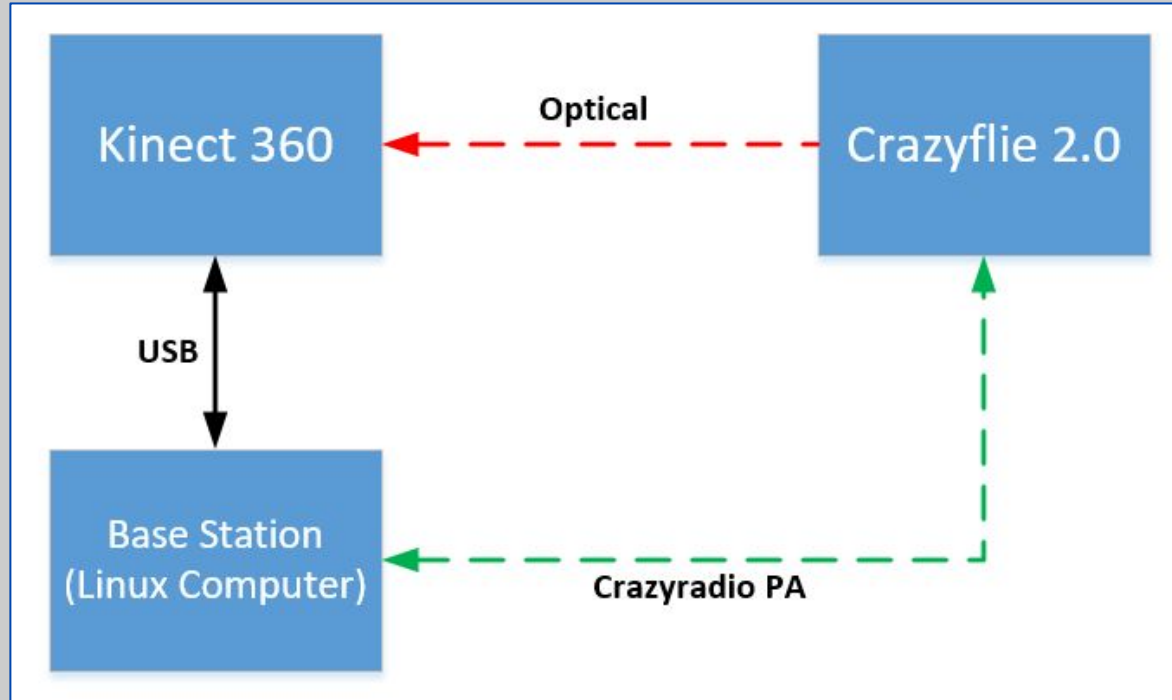 Kinect 360
Optical
Crazyflie 2.0
USB
Base Station
(Linux Computer)
Crazyradio PA